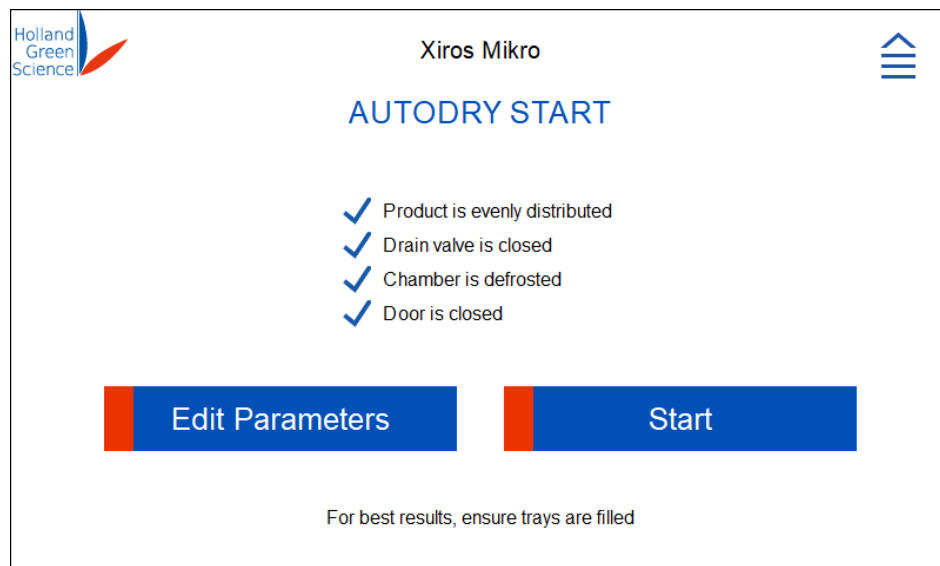 Holland
Green
Science
Xiros Mikro
AUTODRY START
Product is evenly distributed
Drain valve is closed
Chamber is defrosted
Door is closed
Edit Parameters
Start
For best results, ensure trays are filled